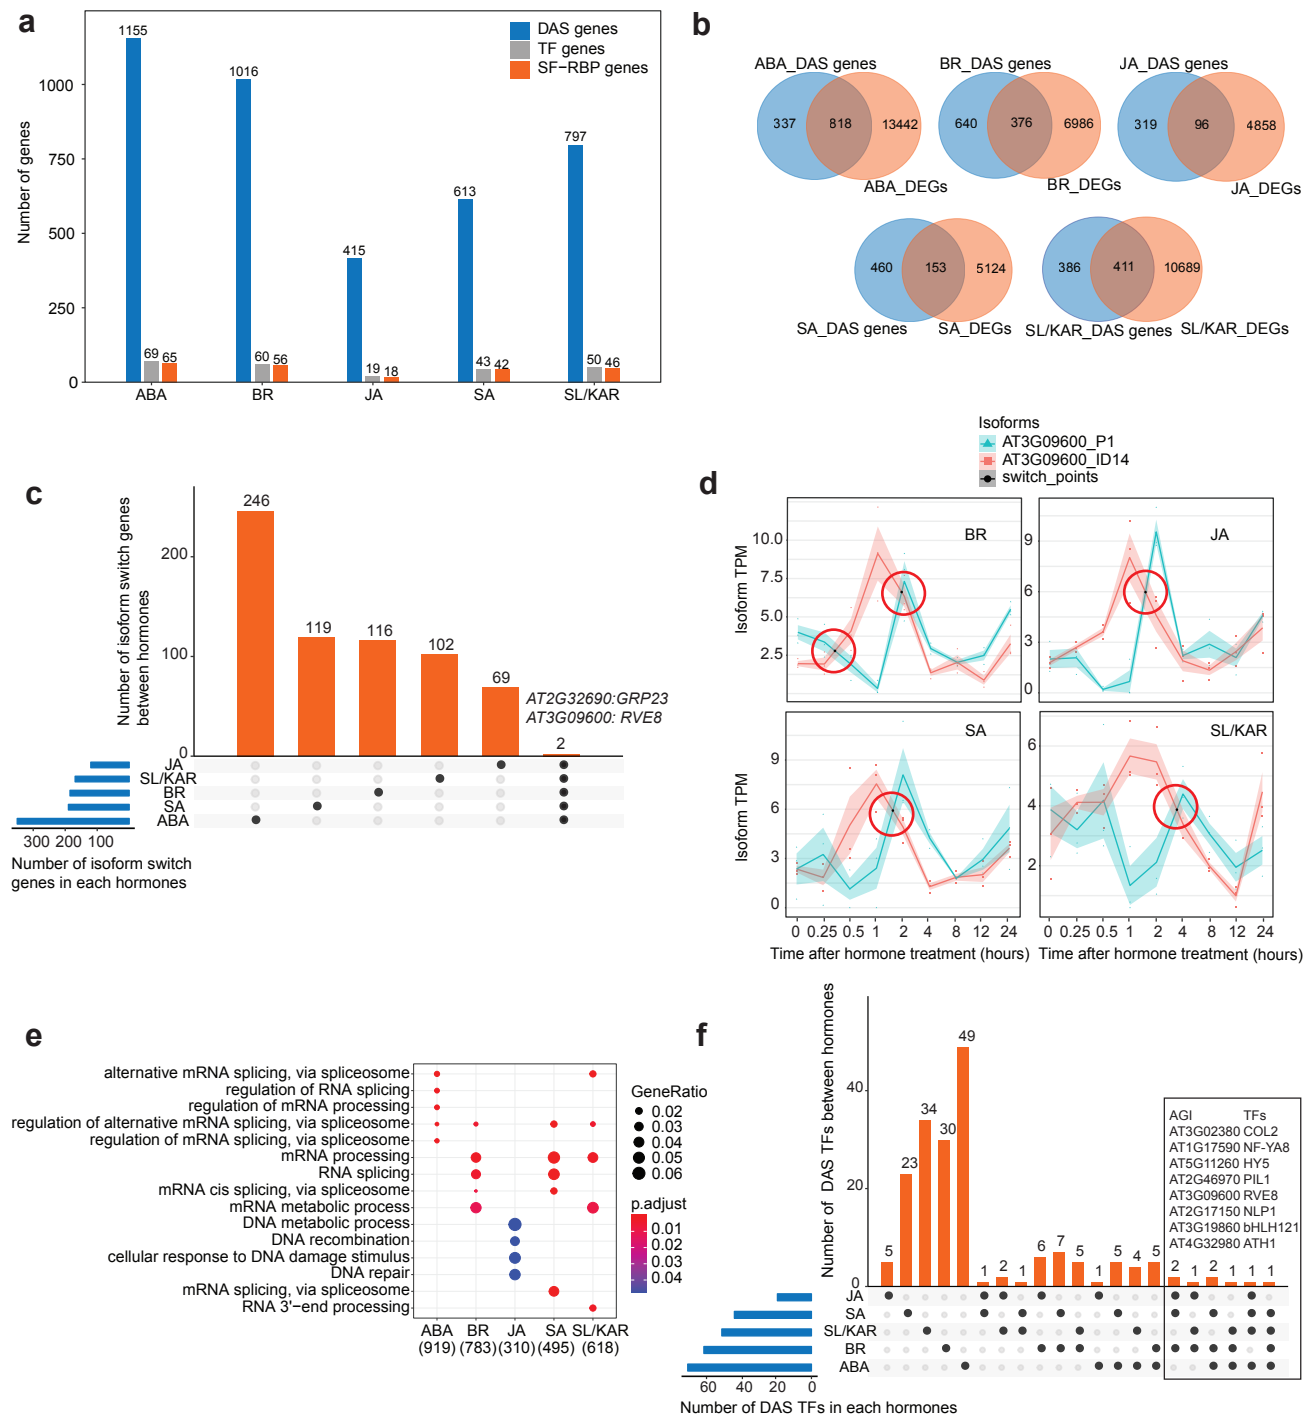 a
1155
DAS genes
TF genes
SF−RBP genes
1016
1000
797
750
613
500
415
250
69 65
60 56
19 18
43 42
50 46
0
Number of genes
ABA BR JA SA SL/KAR
b
ABA_DAS genes BR_DAS genes JA_DAS genes
337 818 13442 640 376 6986 319 96 4858
ABA_DEGs BR_DEGs JA_DEGs
460 153 5124 386 411 10689
SA_DAS genes SA_DEGs SL/KAR_DAS genes SL/KAR_DEGs
c
Number of isoform switch genes
between hormones
246
200
119 116 102
100
69
AT2G32690:GRP23
AT3G09600: RVE8
2
0
JA
SL/KAR
BR
SA
ABA
300 200 100
Number of isoform switch
genes in each hormones
d
Isoforms
AT3G09600_P1
AT3G09600_ID14
switch_points
BR
10.0
7.5
5.0
2.5
Isoform TPM
JA
9
6
3
0
SA
9
6
3
0
Isoform TPM
SL/KAR
6
4
2
0 0.25 0.5 1 2 4 8 12 24
0 0.25 0.5 1 2 4 8 12 24
Time after hormone treatment (hours) Time after hormone treatment (hours)
e
alternative mRNA splicing, via spliceosome
regulation of RNA splicing
regulation of mRNA processing
regulation of alternative mRNA splicing, via spliceosome
regulation of mRNA splicing, via spliceosome
mRNA processing
RNA splicing
mRNA cis splicing, via spliceosome
mRNA metabolic process
DNA metabolic process
DNA recombination
cellular response to DNA damage stimulus
DNA repair
mRNA splicing, via spliceosome
RNA 3'−end processing
ABA BR JA SA SL/KAR
(919) (783) (310) (495) (618)
GeneRatio
0.02
0.03
0.04
0.05
0.06
p.adjust
0.01
0.02
0.03
0.04
f
Number of DAS TFs between hormones
49
40
34
30
23
20
5 1 2 1 6 7 5 1 5 4 5 2 1 2 1 1 1
0
AGI TFs
AT3G02380 COL2
AT1G17590 NF-YA8
AT5G11260 HY5
AT2G46970 PIL1
AT3G09600 RVE8
AT2G17150 NLP1
AT3G19860 bHLH121
AT4G32980 ATH1
JA
SA
SL/KAR
BR
ABA
60 40 20 0
Number of DAS TFs in each hormones